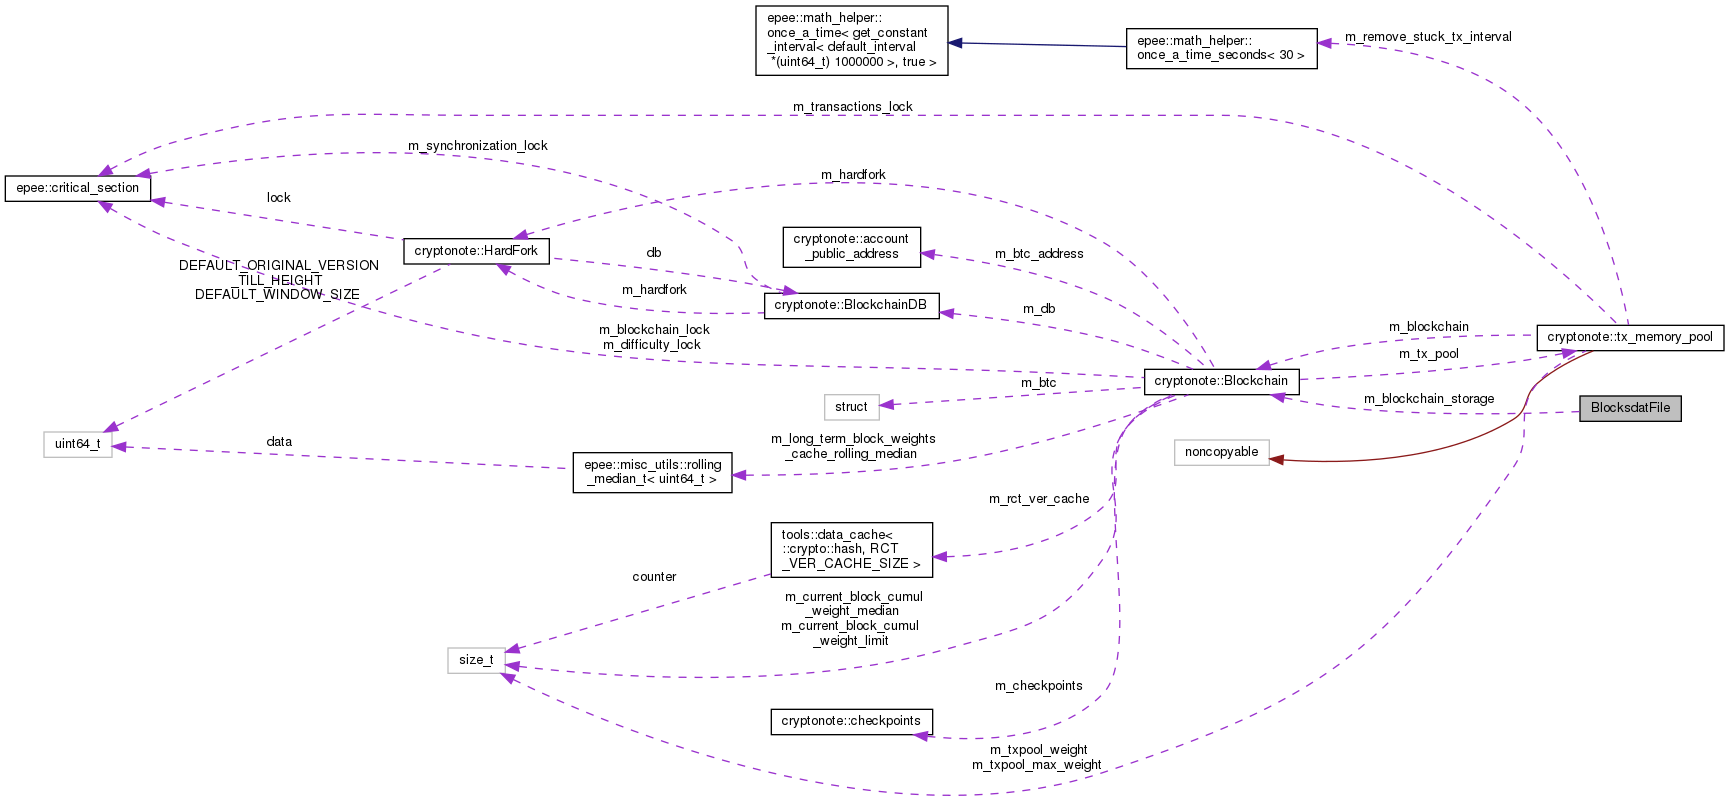 epee::math_helper::
once_a_time< get_constant
_interval< default_interval
*(uint64_t) 1000000 >, true >
epee::math_helper::
once_a_time_seconds< 30 >
m_remove_stuck_tx_interval
m_transactions_lock
m_synchronization_lock
m_hardfork
epee::critical_section
lock
cryptonote::HardFork
cryptonote::account
_public_address
db
m_btc_address
DEFAULT_ORIGINAL_VERSION
_TILL_HEIGHT
DEFAULT_WINDOW_SIZE
m_hardfork
cryptonote::BlockchainDB
m_db
m_blockchain_lock
m_difficulty_lock
m_blockchain
cryptonote::tx_memory_pool
m_tx_pool
cryptonote::Blockchain
m_btc
struct
m_blockchain_storage
BlocksdatFile
uint64_t
data
m_long_term_block_weights
_cache_rolling_median
noncopyable
epee::misc_utils::rolling
_median_t< uint64_t >
m_rct_ver_cache
tools::data_cache<
::crypto::hash, RCT
_VER_CACHE_SIZE >
counter
m_current_block_cumul
_weight_median
m_current_block_cumul
_weight_limit
size_t
m_checkpoints
cryptonote::checkpoints
m_txpool_weight
m_txpool_max_weight